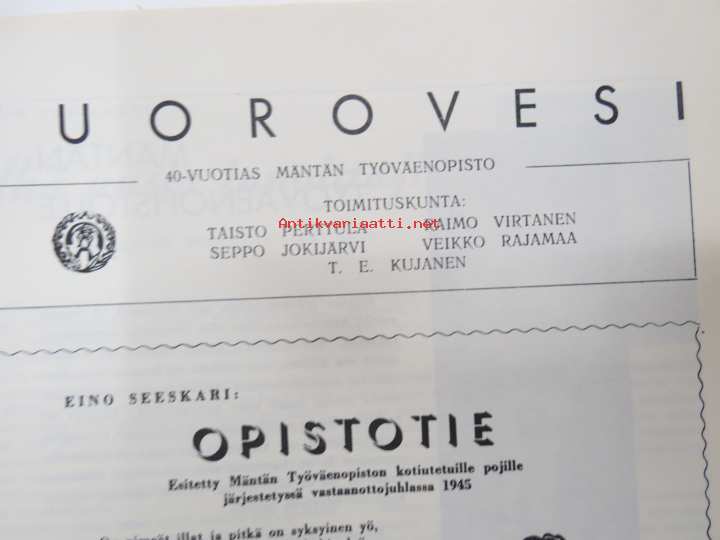 UOROVESI
40-VUOTIAS MÄNTÄN TYÖVÄENOPISTO
TOIMITUSKUNTA:
TAISTO PERTTULA RAIMO VIRTANEN
Antikvariaatti.net
SEPPO JOKIJÄRVI VEIKKO RAJAMAA
T. E. KUJANEN
EINO SEESKARI:
OPISTOTIE
Esitetty Mäntän Työväenopiston kotiutetuille pojille
järjestetyssä vastaanottojuhlassa 1945
illat ja pitkä on syksyinen yö,